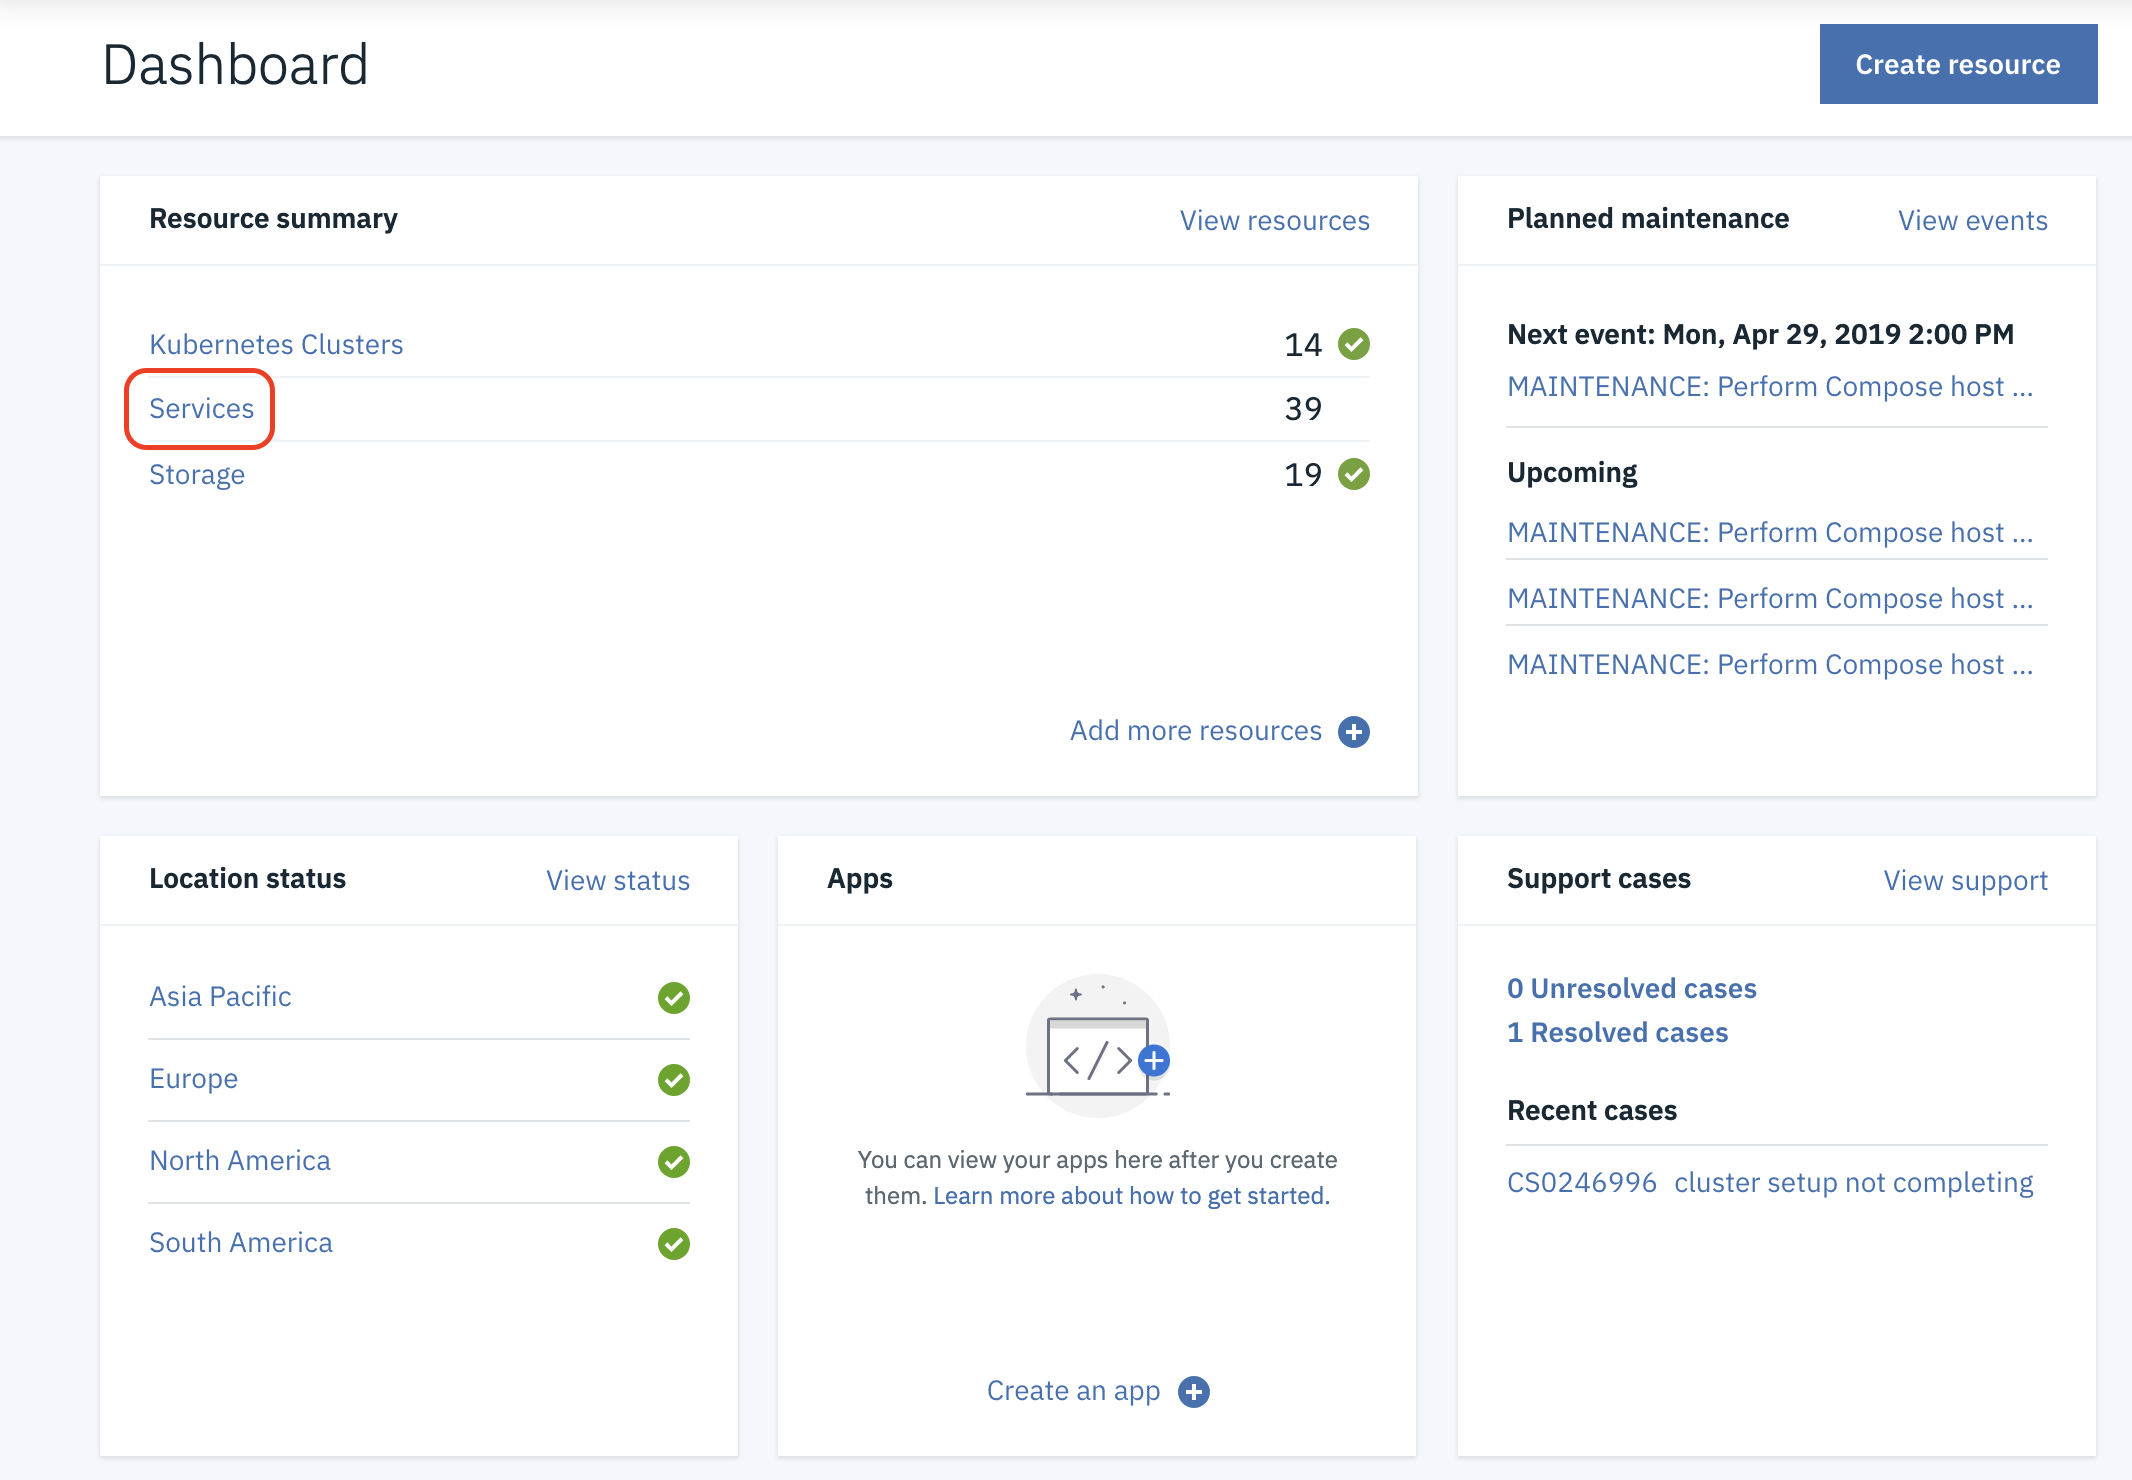 Dashboard
Create resource
Resource summary
View resources
Kubernetes Clusters
14
Services
39
Storage
19
Add more resources
Planned maintenance
View events
Next event: Mon, Apr 29, 2019 2:00 PM
MAINTENANCE: Perform Compose host ...
Upcoming
MAINTENANCE: Perform Compose host ...
MAINTENANCE: Perform Compose host ...
MAINTENANCE: Perform Compose host ...
Location status
View status
Asia Pacific
Europe
North America
South America
Apps
</>
You can view your apps here after you create
them. Learn more about how to get started.
Create an app
Support cases
View support
0 Unresolved cases
1 Resolved cases
Recent cases
CS0246996 cluster setup not completing